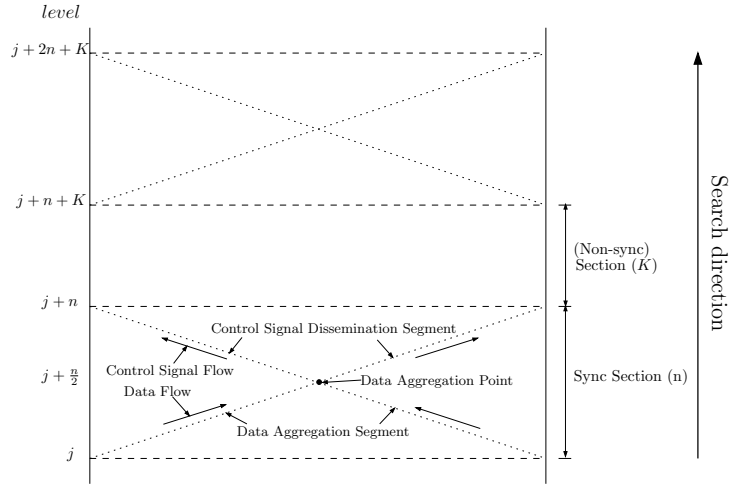 level
j + 2n + K
j + n + K
(Non-sync)
Section (K)
Search direction
j + n
Control Signal Dissemination Segment
Control Signal Flow
j + n/2
Data Aggregation Point
Sync Section (n)
Data Flow
Data Aggregation Segment
j